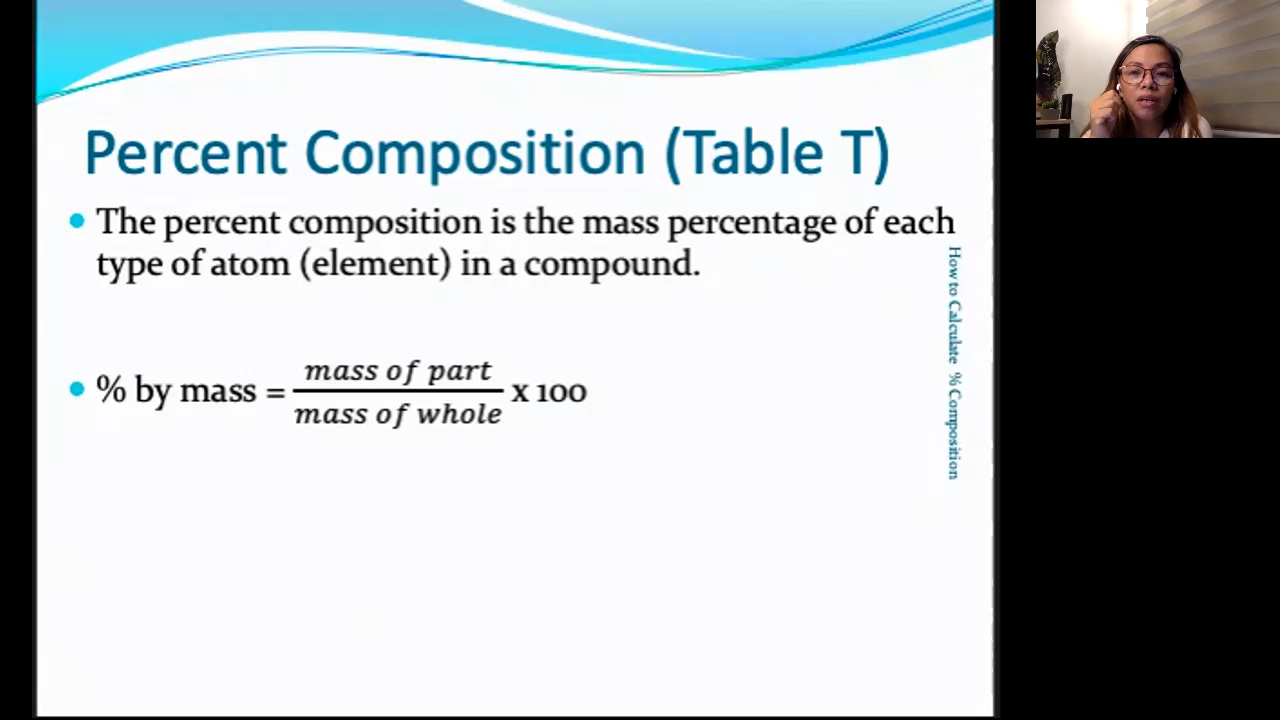 Percent Composition (Table T)
• The percent composition is the mass percentage of each
type of atom (element) in a compound.
• % by mass = mass of part / mass of whole x 100
How to Calculate % Composition